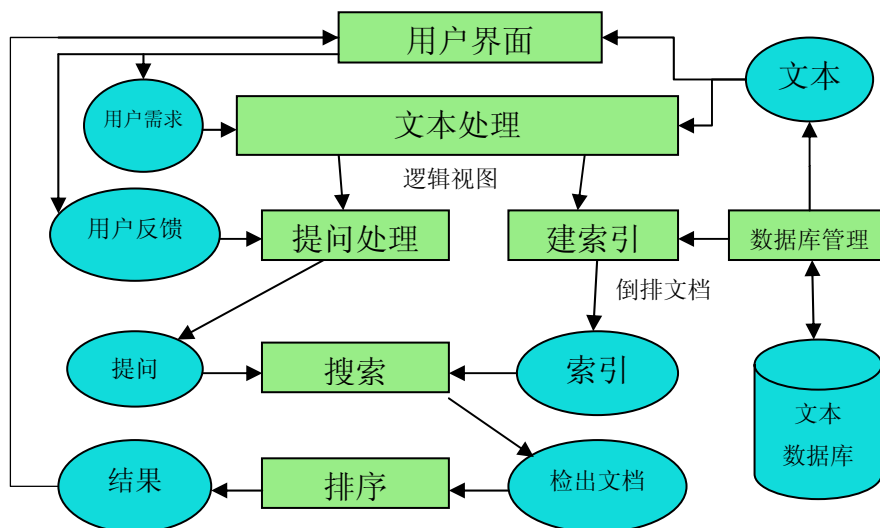 用户界面
文本
用户需求
文本处理
逻辑视图
用户反馈
提问处理
建索引
数据库管理
倒排文档
提问
搜索
索引
文本
数据库
结果
排序
检出文档